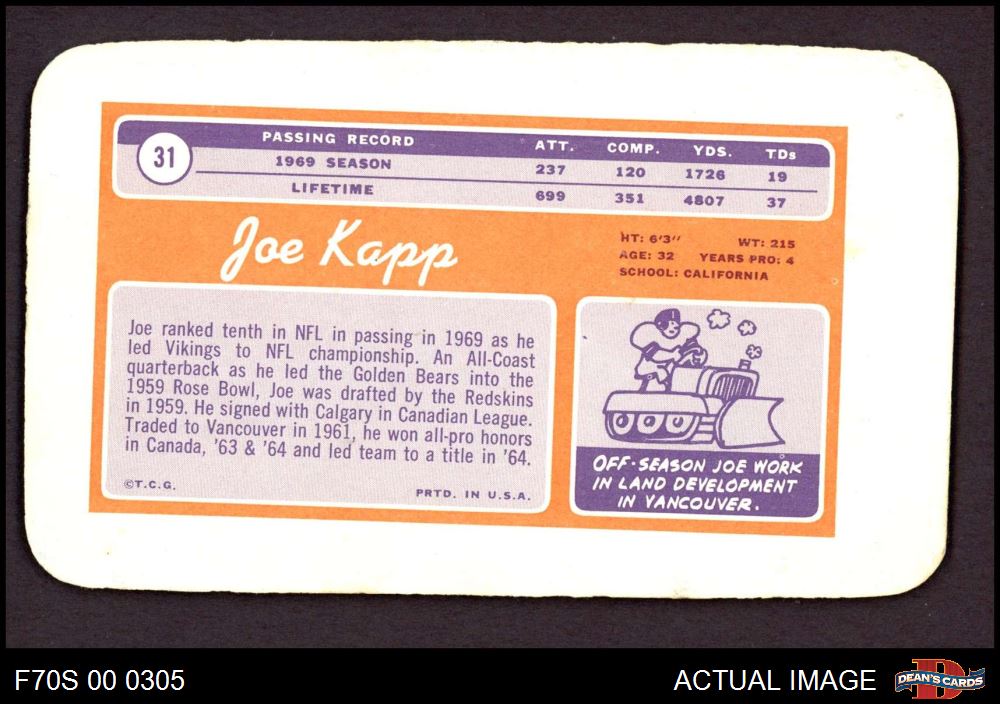 31
PASSING RECORD ATT. COMP. YDS. TDs
1969 SEASON 237 120 1726 19
LIFETIME 699 351 4807 37
Joe Kapp
HT: 6'3" WT: 215
AGE: 32 YEARS PRO: 4
SCHOOL: CALIFORNIA
Joe ranked tenth in NFL in passing in 1969 as he
led Vikings to NFL championship. An All-Coast
quarterback as he led the Golden Bears into the
1959 Rose Bowl, Joe was drafted by the Redskins
in 1959. He signed with Calgary in Canadian League.
Traded to Vancouver in 1961, he won all-pro honors
in Canada, '63 & '64 and led team to a title in '64.
©T.C.G. PRTD. IN U.S.A.
OFF-SEASON JOE WORK
IN LAND DEVELOPMENT
IN VANCOUVER.
F70S 00 0305 ACTUAL IMAGE DEAN'S CARDS